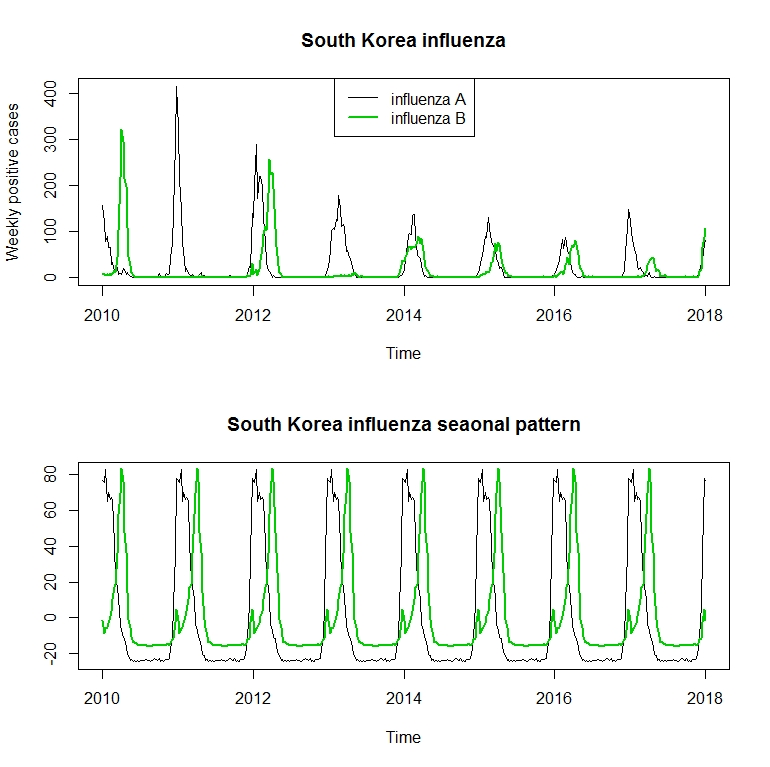 South Korea influenza
Weekly positive cases
400
300
200
100
0
influenza A
influenza B
2010 2012 2014 2016 2018
Time
South Korea influenza seaonal pattern
80
60
40
20
0
-20
2010 2012 2014 2016 2018
Time